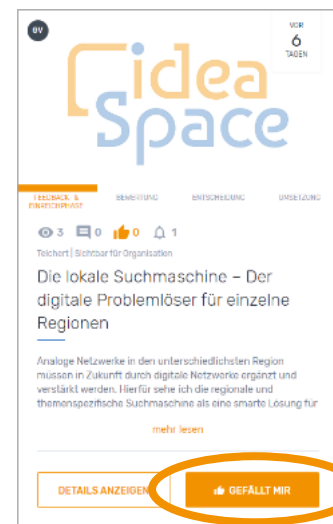 GV
VOR
6
TAGEN
idea
Space
FEEDBACK- & EINREICHPHASE
BEWERTUNG
ENTSCHEIDUNG
UMSETZUNG
3 0 0 1
Teichert | Sichtbar für Organisation
Die lokale Suchmaschine – Der
digitale Problemlöser für einzelne
Regionen
Analoge Netzwerke in den unterschiedlichsten Region
müssen in Zukunft durch digitale Netzwerke ergänzt und
verstärkt werden. Hierfür sehe ich die regionale und
themenspezifische Suchmaschine als eine smarte Lösung für
mehr lesen
DETAILS ANZEIGEN
GEFÄLLT MIR